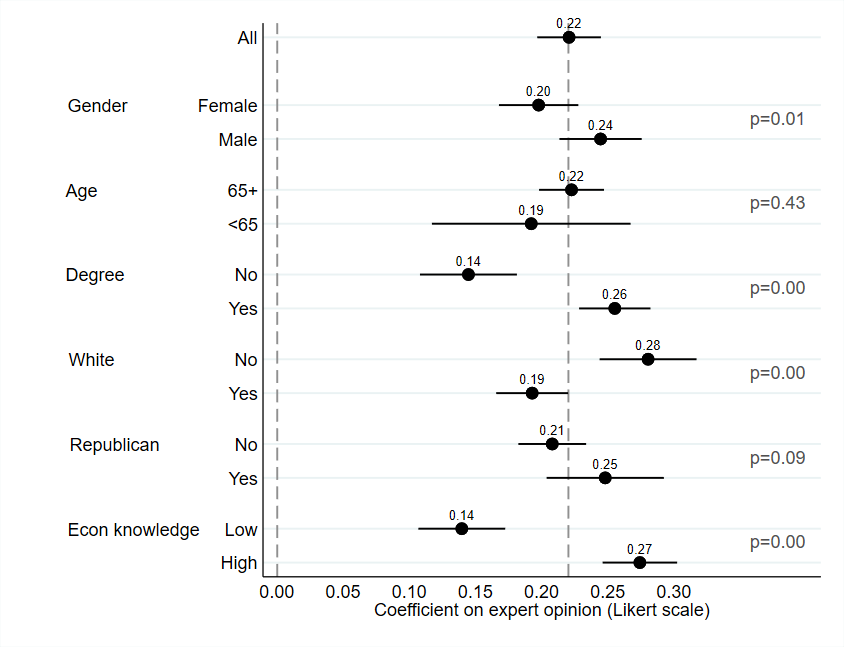 0.22
All
0.20
Gender Female
p=0.01
0.24
Male
0.22
Age 65+
p=0.43
0.19
<65
0.14
Degree No
p=0.00
0.26
Yes
0.28
White No
p=0.00
0.19
Yes
0.21
Republican No
p=0.09
0.25
Yes
0.14
Econ knowledge Low
p=0.00
0.27
High
0.00 0.05 0.10 0.15 0.20 0.25 0.30
Coefficient on expert opinion (Likert scale)